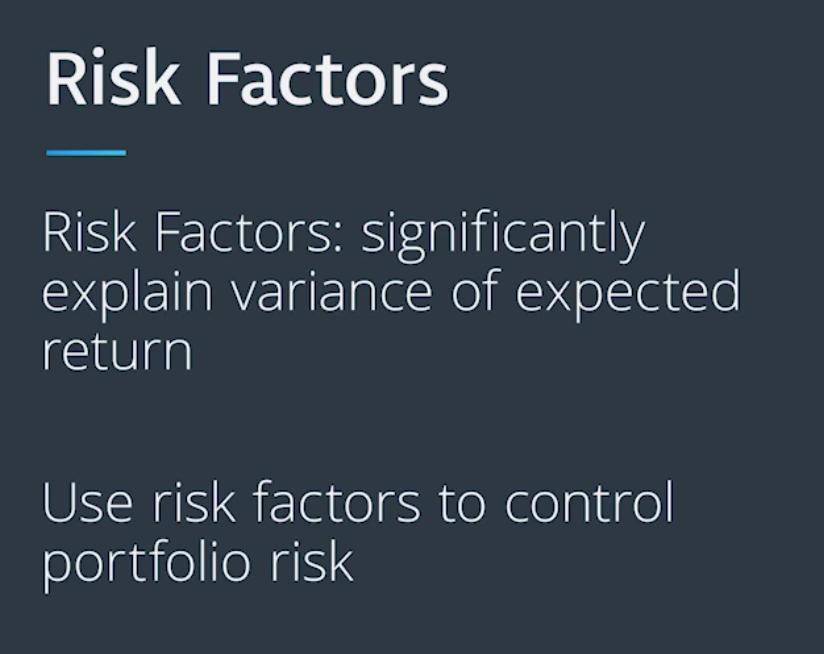 Risk Factors
Risk Factors: significantly
explain variance of expected
return
Use risk factors to control
portfolio risk